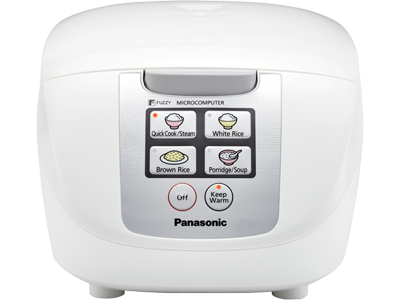 F FUZZY MICROCOMPUTER
Quick Cook/Steam White Rice
Brown Rice Porridge/Soup
Off Keep
Warm
Panasonic